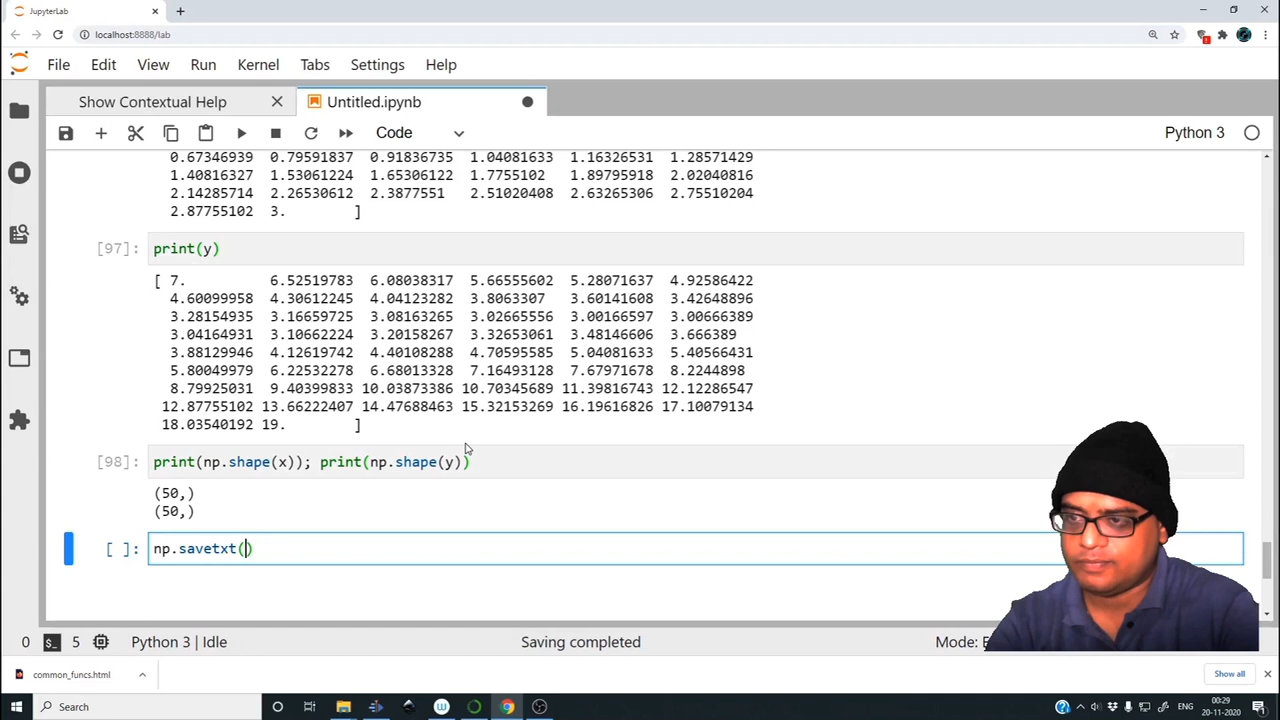 JupyterLab
localhost:8888/lab
File Edit View Run Kernel Tabs Settings Help
Show Contextual Help Untitled.ipynb
Code Python 3
0.67346939 0.79591837 0.91836735 1.04081633 1.16326531 1.28571429
1.40816327 1.53061224 1.65306122 1.7755102 1.89795918 2.02040816
2.14285714 2.26530612 2.3877551 2.51020408 2.63265306 2.75510204
2.87755102 3. ]
[97]: print(y)
[ 7. 6.52519783 6.08038317 5.66555602 5.28071637 4.92586422
4.60099958 4.30612245 4.04123282 3.8063307 3.60141608 3.42648896
3.28154935 3.16659725 3.08163265 3.02665556 3.00166597 3.00666389
3.04164931 3.10662224 3.20158267 3.32653061 3.48146606 3.666389
3.88129946 4.12619742 4.40108288 4.70595585 5.04081633 5.40566431
5.80049979 6.22532278 6.68013328 7.16493128 7.67971678 8.2244898
8.79925031 9.40399833 10.03873386 10.70345689 11.39816743 12.12286547
12.87755102 13.66222407 14.47688463 15.32153269 16.19616826 17.10079134
18.03540192 19. ]
[98]: print(np.shape(x)); print(np.shape(y))
(50,)
(50,)
[ ]: np.savetxt()
0 5 Python 3 | Idle Saving completed Mode:
common_funcs.html Show all
Search ENG 00:29
20-11-2020